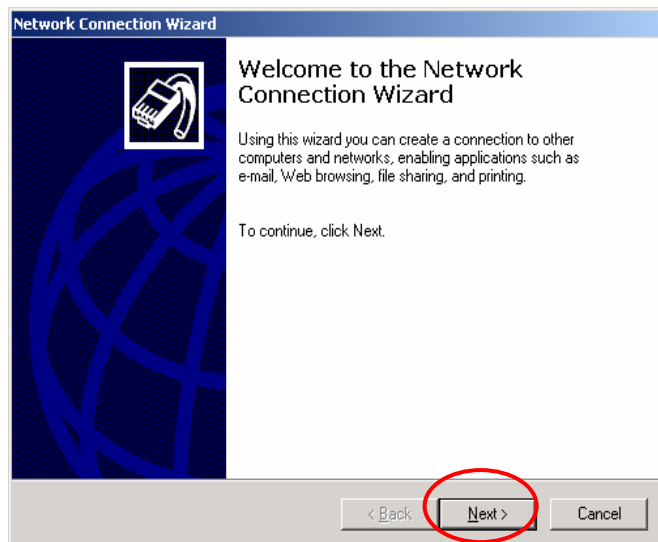 Network Connection Wizard
Welcome to the Network
Connection Wizard
Using this wizard you can create a connection to other
computers and networks, enabling applications such as
e-mail, Web browsing, file sharing, and printing.
To continue, click Next.
< Back Next > Cancel